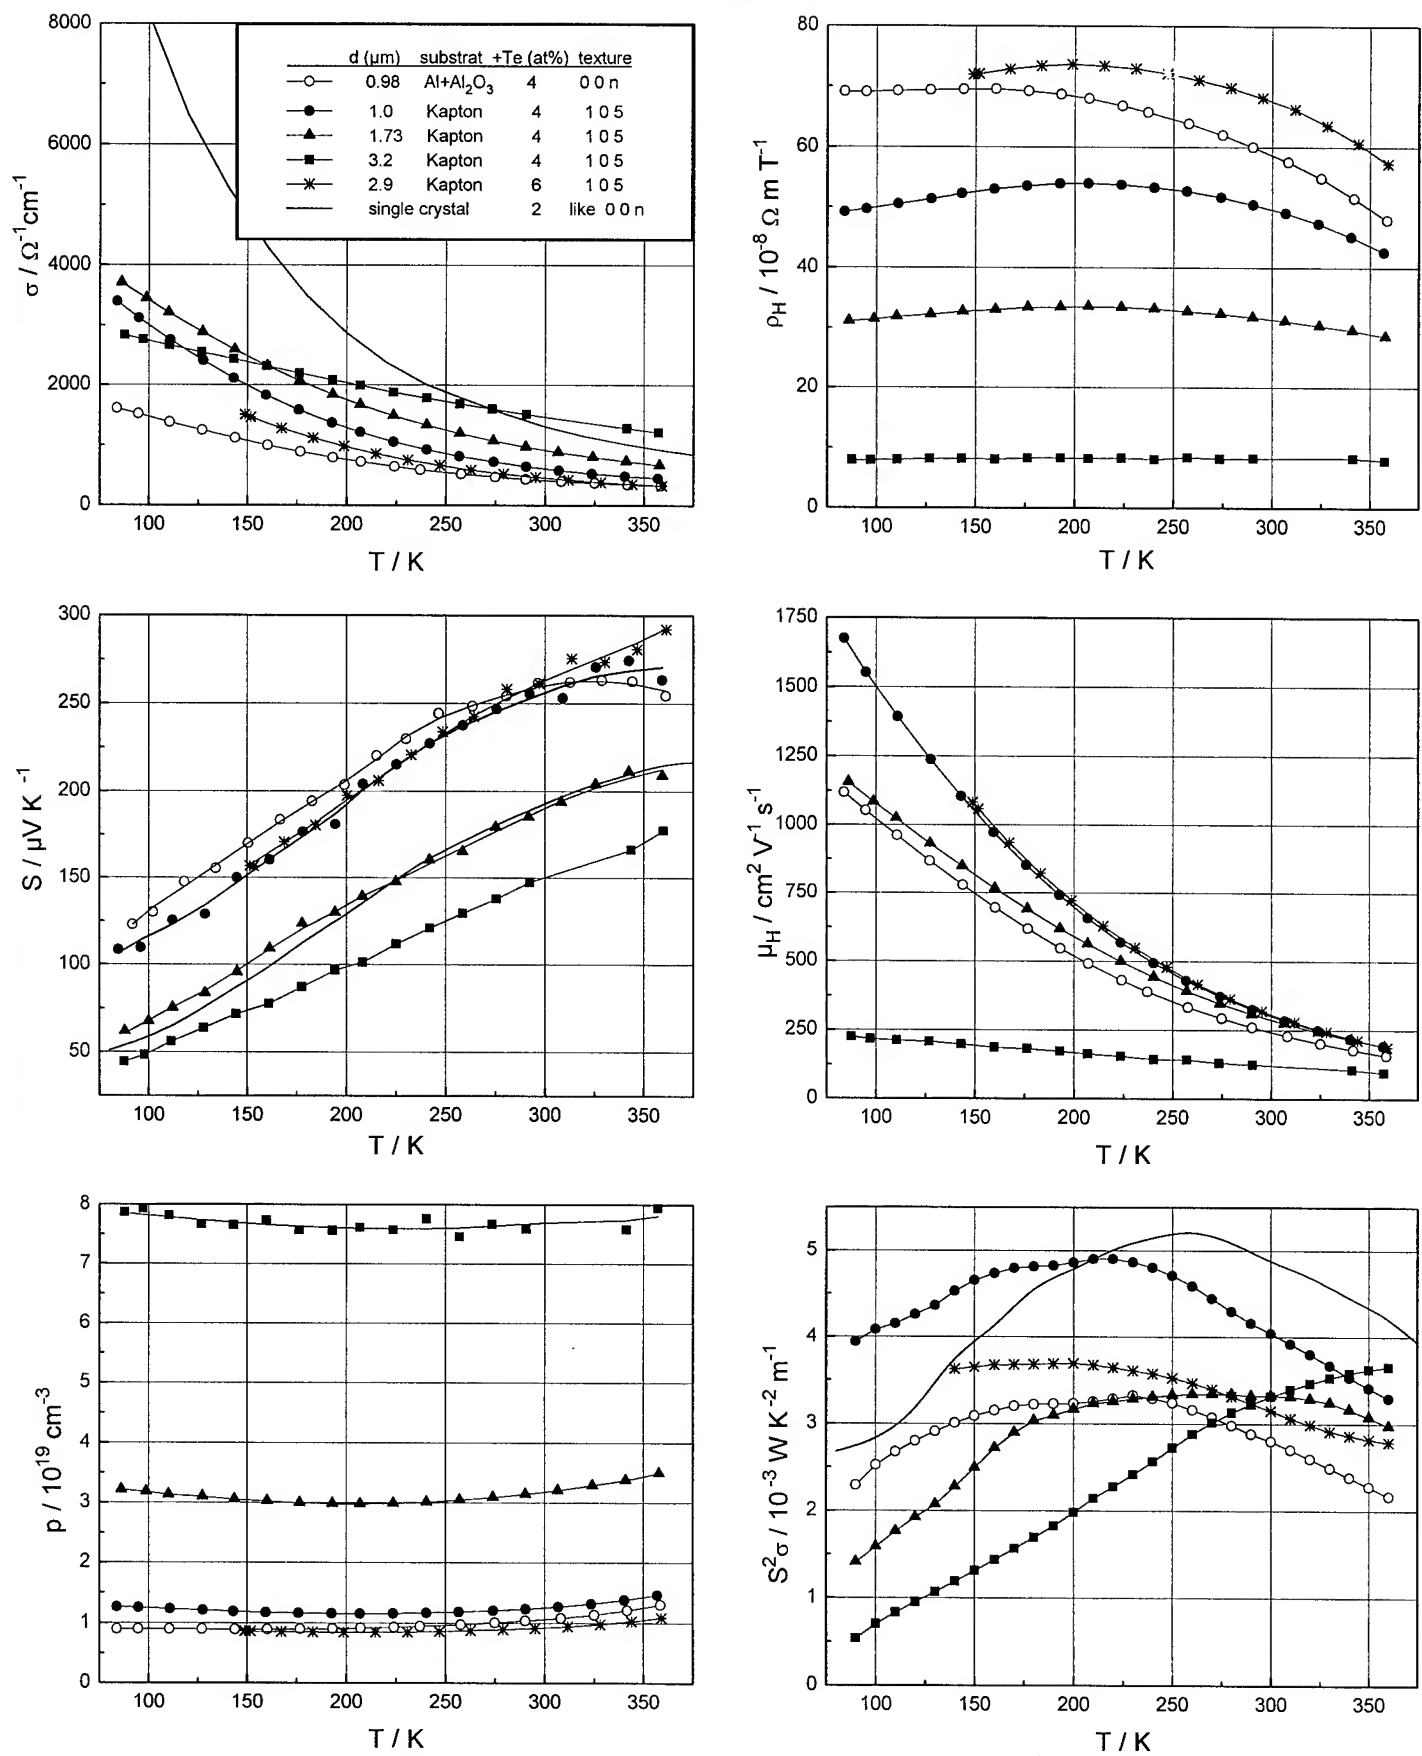 8000
6000
4000
2000
0
σ / Ω⁻¹cm⁻¹
d (μm) substrat +Te (at%) texture
0.98 Al+Al₂O₃ 4 0 0 n
1.0 Kapton 4 1 0 5
1.73 Kapton 4 1 0 5
3.2 Kapton 4 1 0 5
2.9 Kapton 6 1 0 5
single crystal 2 like 0 0 n
100 150 200 250 300 350
T / K
80
60
40
20
0
ρH / 10⁻⁸ Ω m T⁻¹
100 150 200 250 300 350
T / K
300
250
200
150
100
50
S / μV K ⁻¹
100 150 200 250 300 350
T / K
1750
1500
1250
1000
750
500
250
0
μH / cm² V⁻¹ s⁻¹
100 150 200 250 300 350
T / K
8
7
6
5
4
3
2
1
0
p / 10¹⁹ cm⁻³
100 150 200 250 300 350
T / K
5
4
3
2
1
0
S²σ / 10⁻³ W K⁻² m⁻¹
100 150 200 250 300 350
T / K